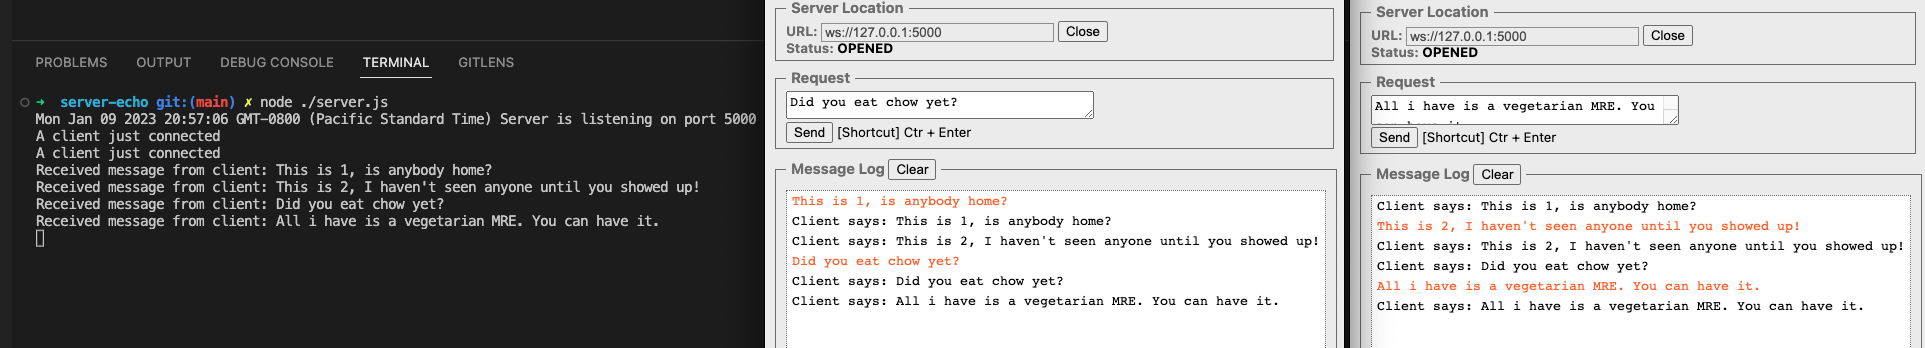 PROBLEMS OUTPUT DEBUG CONSOLE TERMINAL GITLENS
➜ server-echo git:(main) ✗ node ./server.js
Mon Jan 09 2023 20:57:06 GMT-0800 (Pacific Standard Time) Server is listening on port 5000
A client just connected
A client just connected
Received message from client: This is 1, is anybody home?
Received message from client: This is 2, I haven't seen anyone until you showed up!
Received message from client: Did you eat chow yet?
Received message from client: All i have is a vegetarian MRE. You can have it.
Server Location
URL: ws://127.0.0.1:5000 Close
Status: OPENED
Request
Did you eat chow yet?
Send [Shortcut] Ctr + Enter
Message Log Clear
This is 1, is anybody home?
Client says: This is 1, is anybody home?
Client says: This is 2, I haven't seen anyone until you showed up!
Did you eat chow yet?
Client says: Did you eat chow yet?
Client says: All i have is a vegetarian MRE. You can have it.
Server Location
URL: ws://127.0.0.1:5000 Close
Status: OPENED
Request
All i have is a vegetarian MRE. You
Send [Shortcut] Ctr + Enter
Message Log Clear
Client says: This is 1, is anybody home?
This is 2, I haven't seen anyone until you showed up!
Client says: This is 2, I haven't seen anyone until you showed up!
Client says: Did you eat chow yet?
All i have is a vegetarian MRE. You can have it.
Client says: All i have is a vegetarian MRE. You can have it.